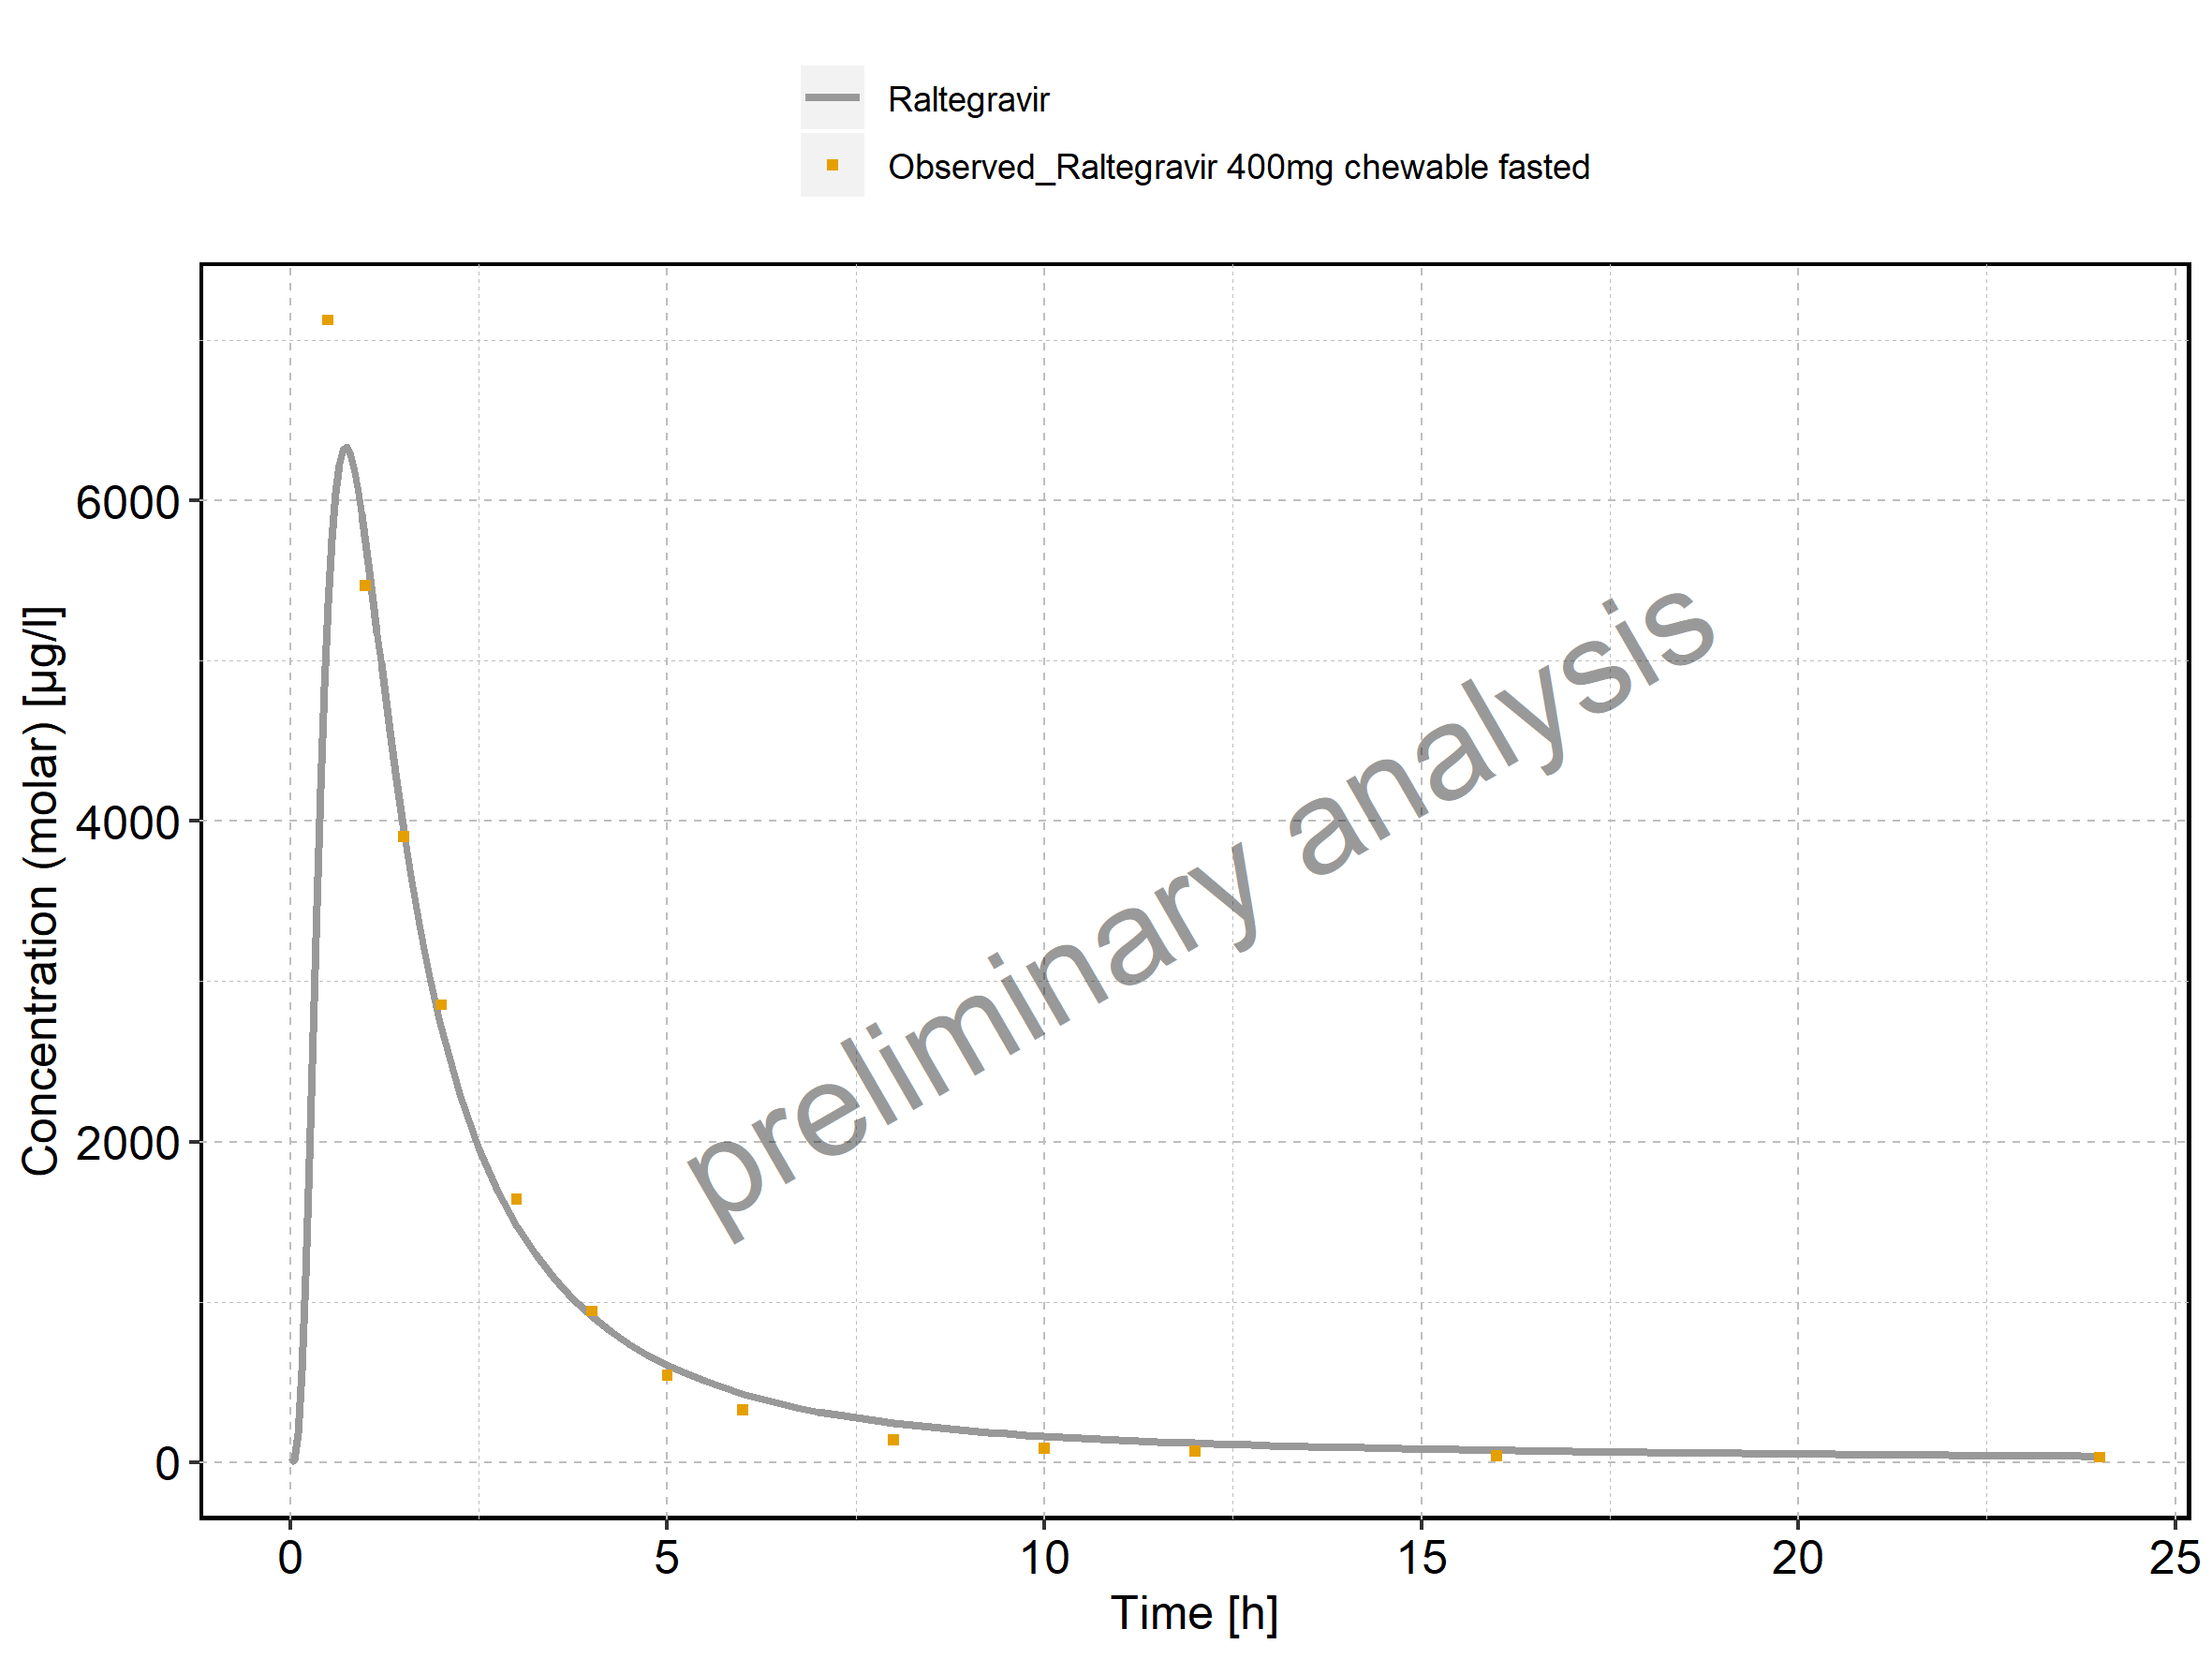 Raltegravir
Observed_Raltegravir 400mg chewable fasted
Concentration (molar) [µg/l]
6000
4000
2000
0
preliminary analysis
0 5 10 15 20 25
Time [h]